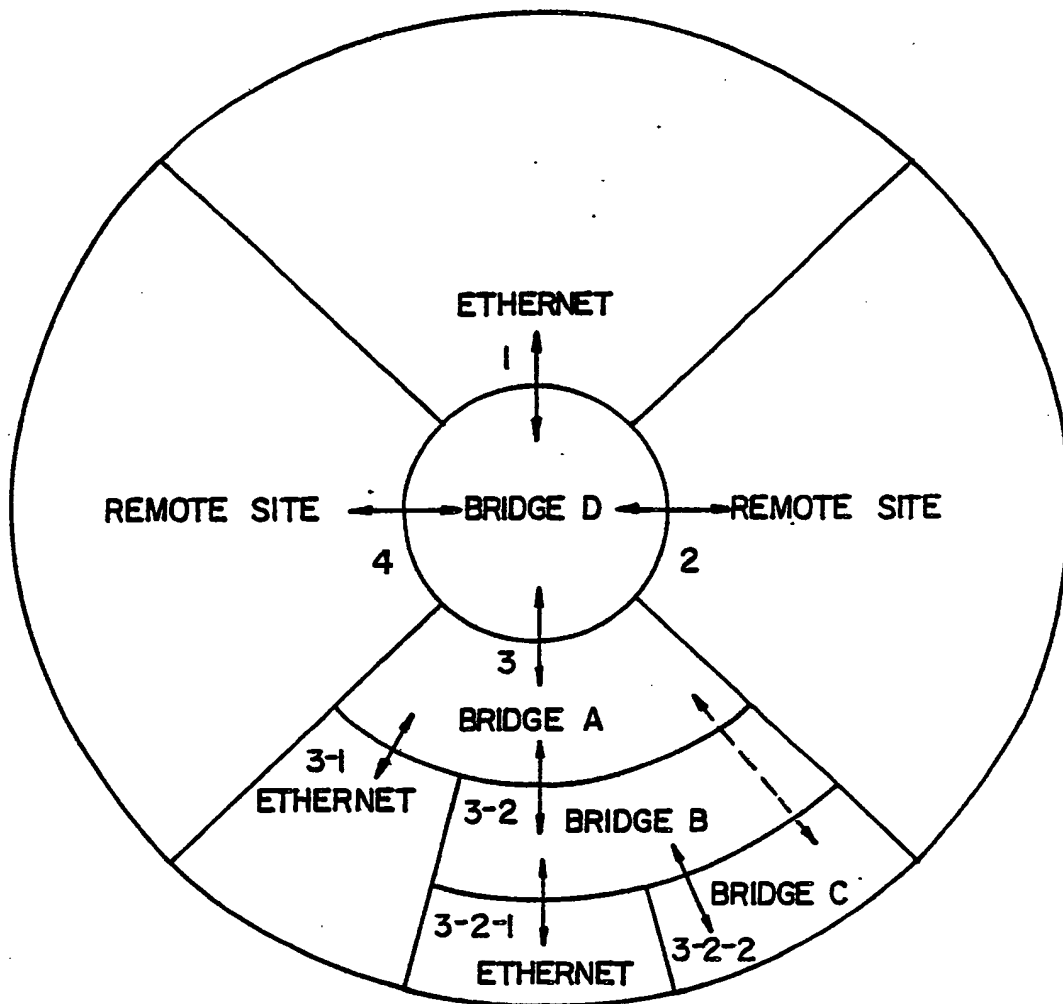 ETHERNET
1
REMOTE SITE
BRIDGE D
REMOTE SITE
4
2
3
BRIDGE A
3-1
ETHERNET
3-2
BRIDGE B
BRIDGE C
3-2-1
3-2-2
ETHERNET